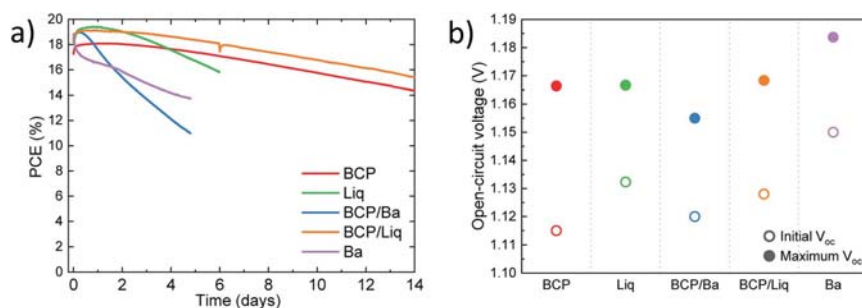 a)
20
18
16
14
12
10
8
6
4
2
0
PCE (%)
BCP
Liq
BCP/Ba
BCP/Liq
Ba
0 2 4 6 8 10 12 14
Time (days)
b)
1.19
1.18
1.17
1.16
1.15
1.14
1.13
1.12
1.11
1.10
Open-circuit voltage (V)
Initial Voc
Maximum Voc
BCP Liq BCP/Ba BCP/Liq Ba